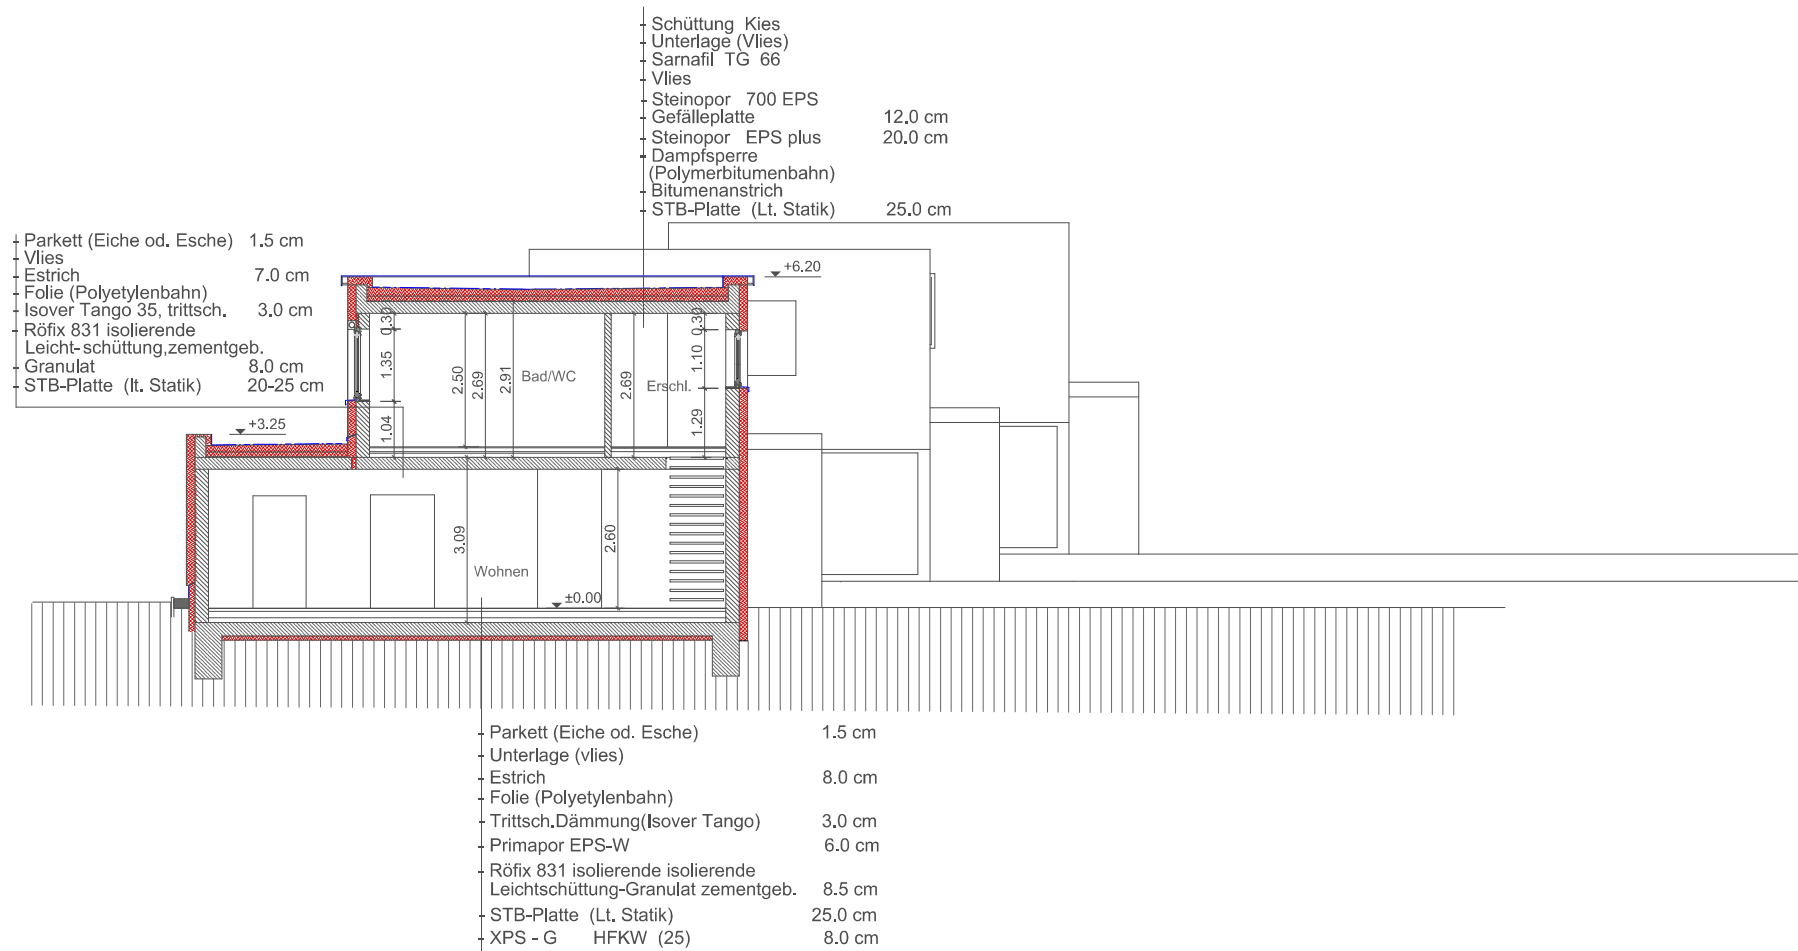 Schüttung Kies
Unterlage (Vlies)
Sarnafil TG 66
Vlies
Steinopor 700 EPS
Gefälleplatte 12.0 cm
Steinopor EPS plus 20.0 cm
Dampfsperre
(Polymerbitumenbahn)
Bitumenanstrich
STB-Platte (Lt. Statik) 25.0 cm
Parkett (Eiche od. Esche) 1.5 cm
Vlies
Estrich 7.0 cm
Folie (Polyetylenbahn)
Isover Tango 35, trittsch. 3.0 cm
Röfix 831 isolierende
Leicht-schüttung,zementgeb.
Granulat 8.0 cm
STB-Platte (lt. Statik) 20-25 cm
+6.20
+3.25
0.30
1.35
1.04
2.50
2.69
2.91
Bad/WC
2.69
Erschl.
0.30
1.10
1.29
3.09
2.60
Wohnen
±0.00
Parkett (Eiche od. Esche) 1.5 cm
Unterlage (vlies)
Estrich 8.0 cm
Folie (Polyetylenbahn)
Trittsch.Dämmung(Isover Tango) 3.0 cm
Primapor EPS-W 6.0 cm
Röfix 831 isolierende isolierende
Leichtschüttung-Granulat zementgeb. 8.5 cm
STB-Platte (Lt. Statik) 25.0 cm
XPS - G HFKW (25) 8.0 cm